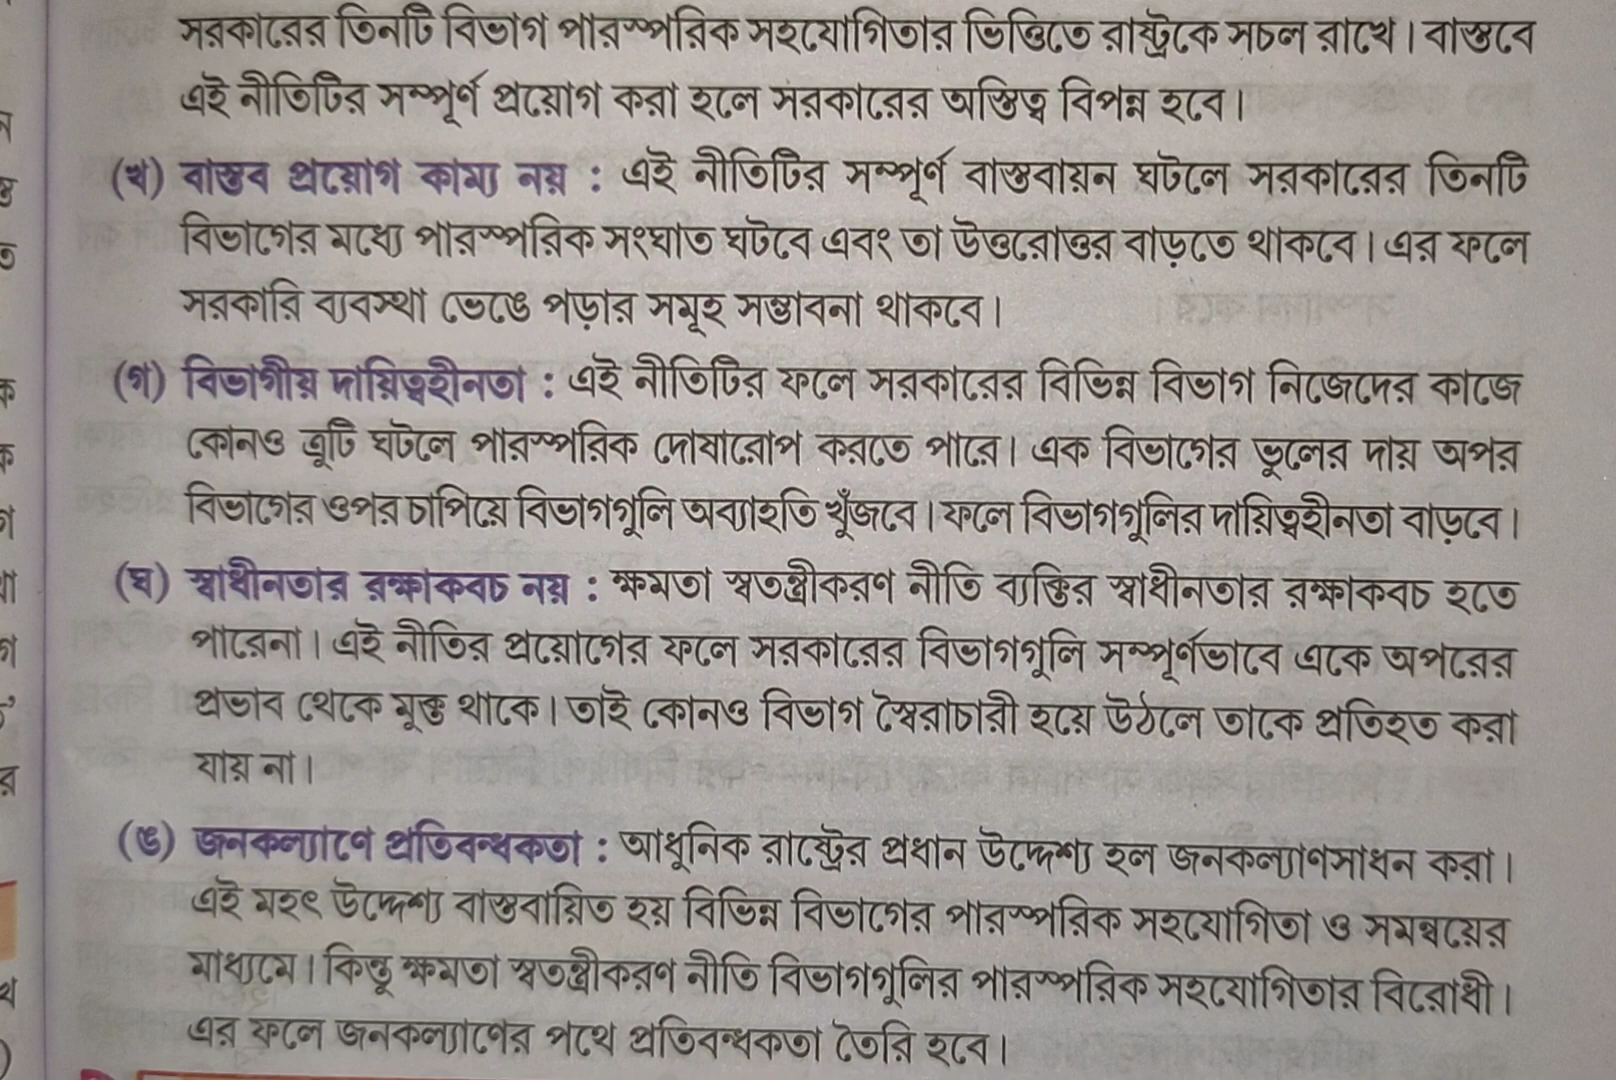 সরকারের তিনটি বিভাগ পারস্পরিক সহযোগিতার ভিত্তিতে রাষ্ট্রকে সচল রাখে। বাস্তবে
এই নীতিটির সম্পূর্ণ প্রয়োগ করা হলে সরকারের অস্তিত্ব বিপন্ন হবে।
(খ) বাস্তব প্রয়োগ কাম্য নয় : এই নীতিটির সম্পূর্ণ বাস্তবায়ন ঘটলে সরকারের তিনটি
বিভাগের মধ্যে পারস্পরিক সংঘাত ঘটবে এবং তা উত্তরোত্তর বাড়তে থাকবে। এর ফলে
সরকারি ব্যবস্থা ভেঙে পড়ার সমূহ সম্ভাবনা থাকবে।
(গ) বিভাগীয় দায়িত্বহীনতা : এই নীতিটির ফলে সরকারের বিভিন্ন বিভাগ নিজেদের কাজে
কোনও ত্রুটি ঘটলে পারস্পরিক দোষারোপ করতে পারে। এক বিভাগের ভুলের দায় অপর
বিভাগের ওপর চাপিয়ে বিভাগগুলি অব্যাহতি খুঁজবে। ফলে বিভাগগুলির দায়িত্বহীনতা বাড়বে।
(ঘ) স্বাধীনতার রক্ষাকবচ নয় : ক্ষমতা স্বতন্ত্রীকরণ নীতি ব্যক্তির স্বাধীনতার রক্ষাকবচ হতে
পারেনা। এই নীতির প্রয়োগের ফলে সরকারের বিভাগগুলি সম্পূর্ণভাবে একে অপরের
প্রভাব থেকে মুক্ত থাকে। তাই কোনও বিভাগ স্বৈরাচারী হয়ে উঠলে তাকে প্রতিহত করা
যায় না।
(ঙ) জনকল্যাণে প্রতিবন্ধকতা : আধুনিক রাষ্ট্রের প্রধান উদ্দেশ্য হল জনকল্যাণসাধন করা।
এই মহৎ উদ্দেশ্য বাস্তবায়িত হয় বিভিন্ন বিভাগের পারস্পরিক সহযোগিতা ও সমন্বয়ের
মাধ্যমে। কিন্তু ক্ষমতা স্বতন্ত্রীকরণ নীতি বিভাগগুলির পারস্পরিক সহযোগিতার বিরোধী।
এর ফলে জনকল্যাণের পথে প্রতিবন্ধকতা তৈরি হবে।